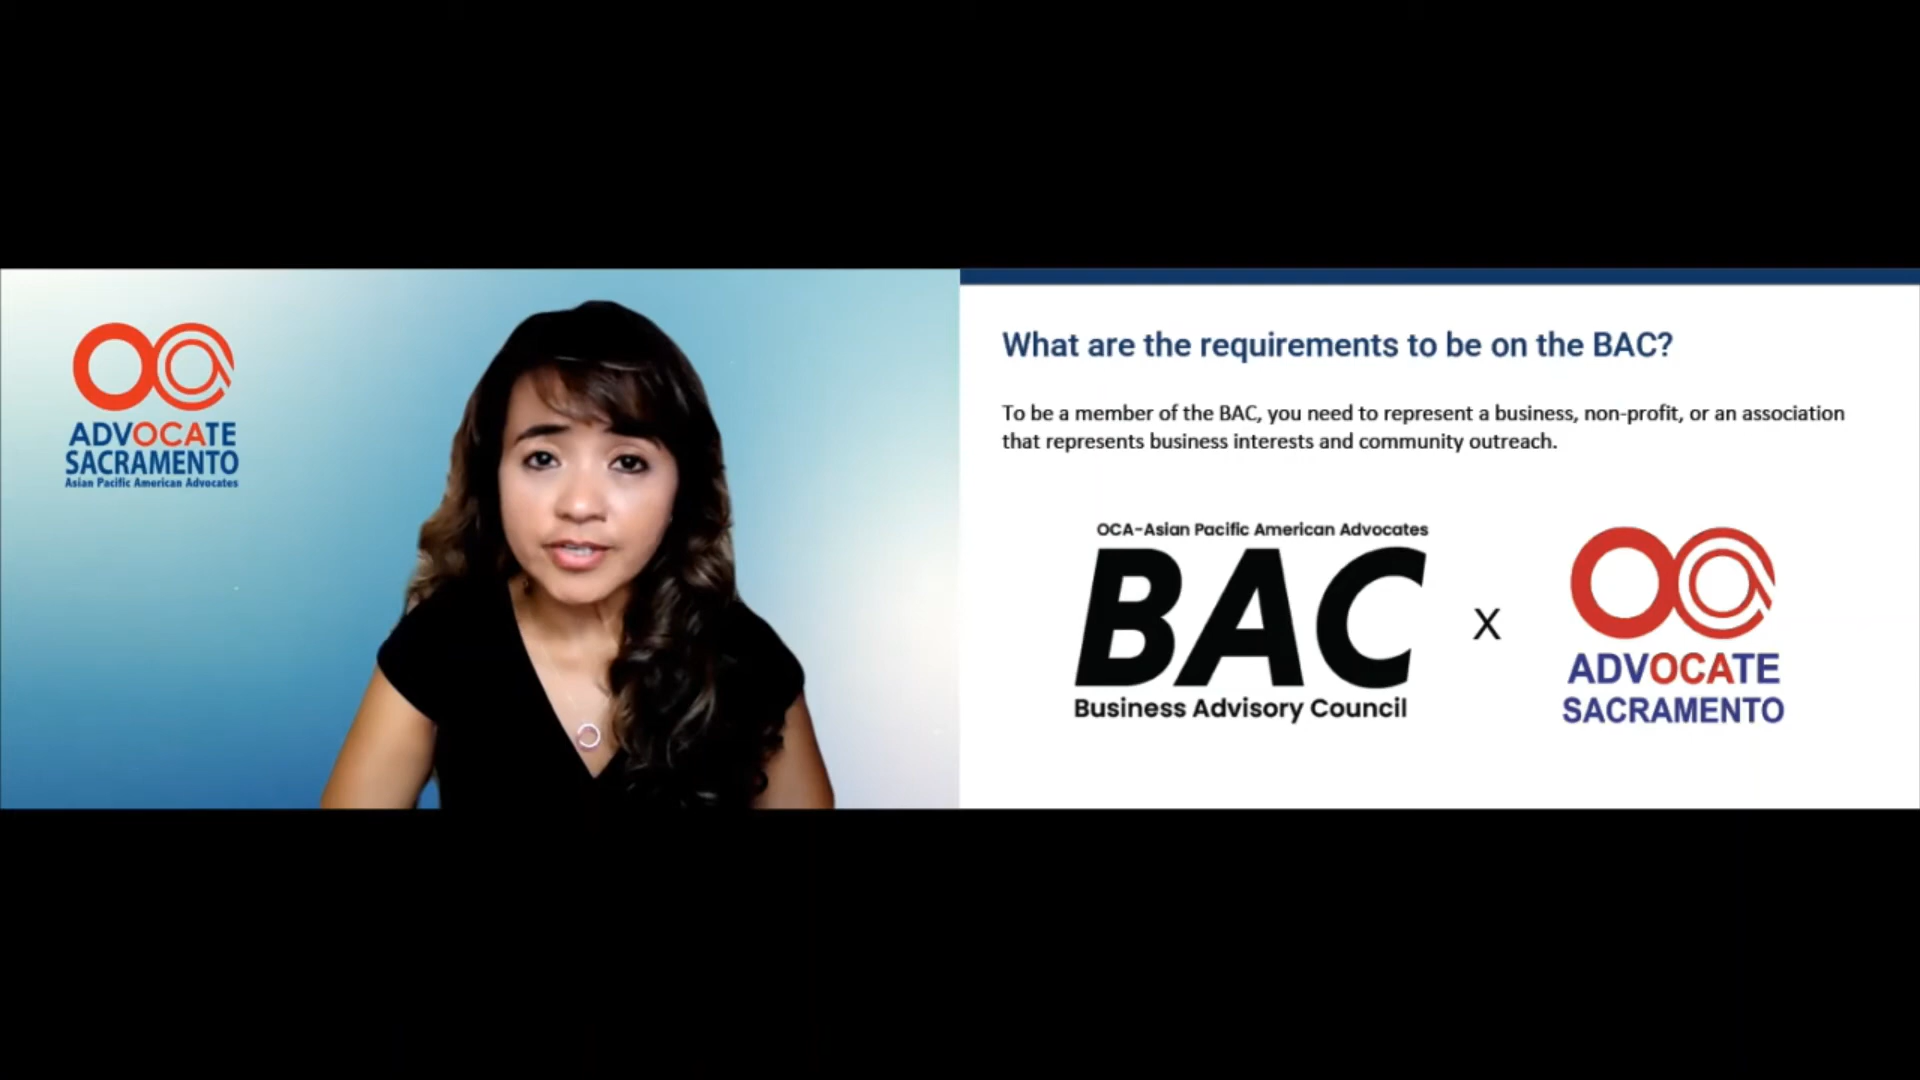 ADVOCATE
SACRAMENTO
Asian Pacific American Advocates
What are the requirements to be on the BAC?
To be a member of the BAC, you need to represent a business, non-profit, or an association
that represents business interests and community outreach.
OCA-Asian Pacific American Advocates
BAC
Business Advisory Council
X
ADVOCATE
SACRAMENTO